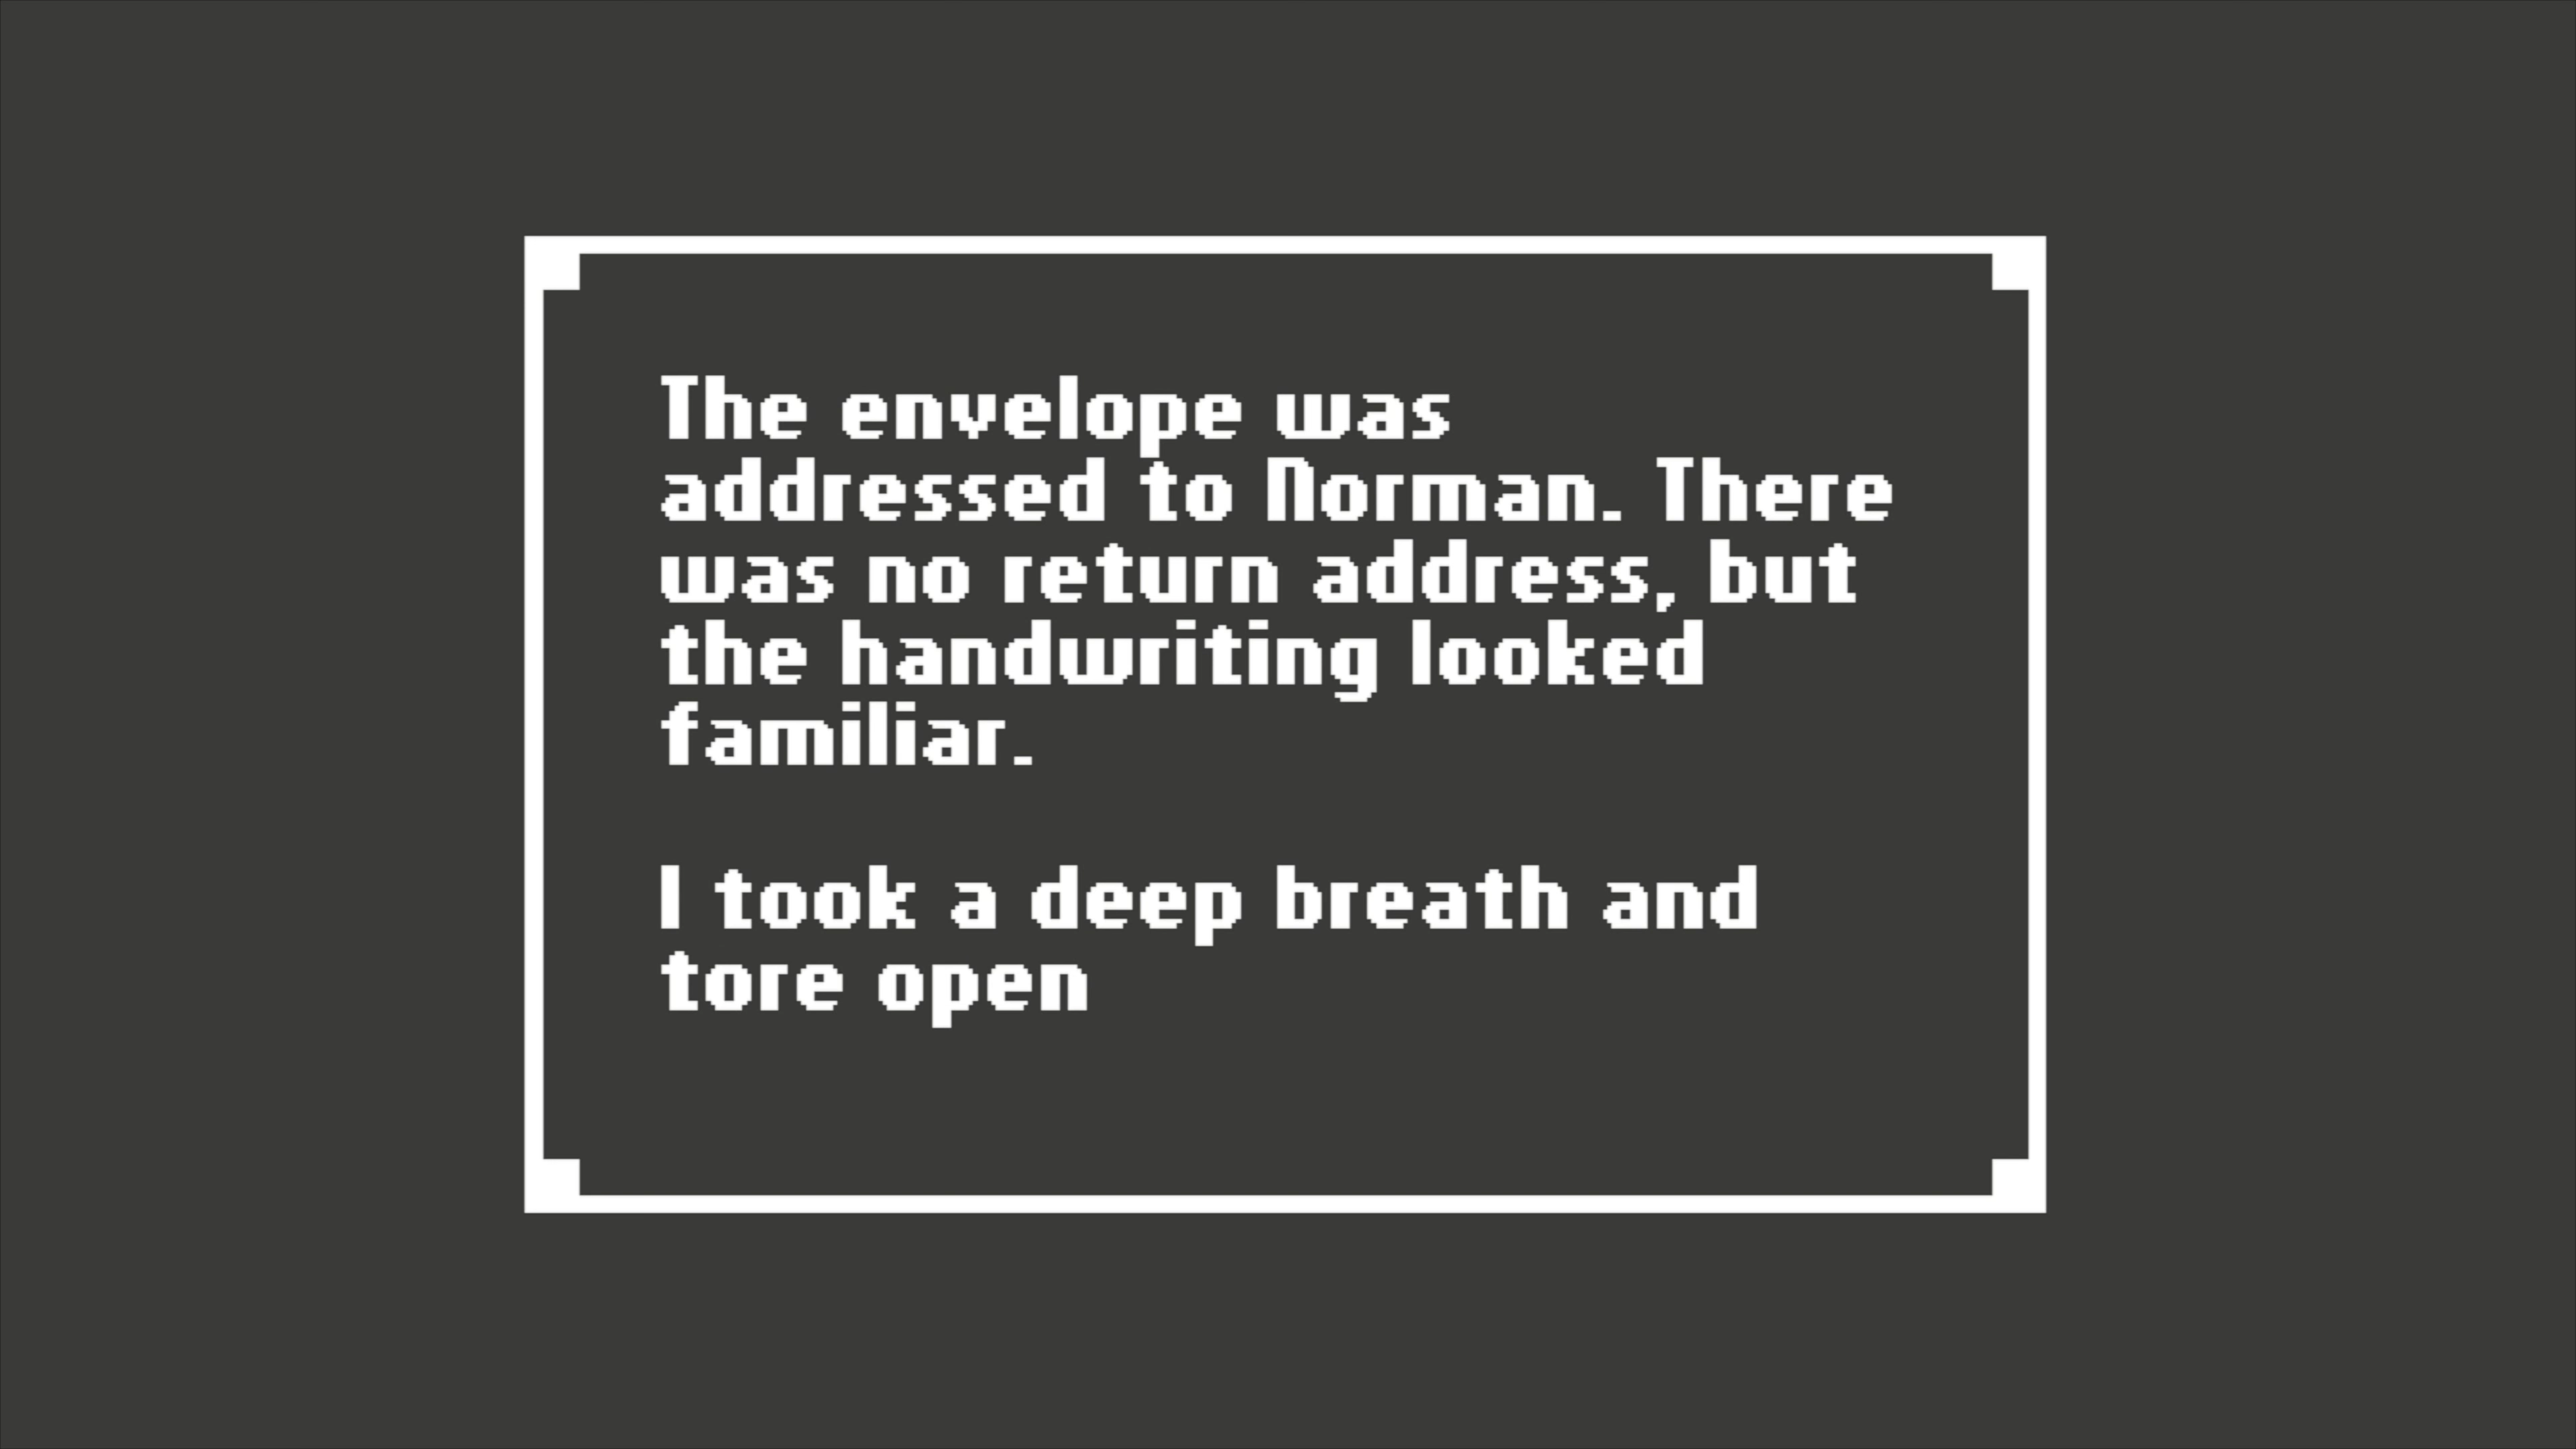 The envelope was
addressed to Norman. There
was no return address, but
the handwriting looked
familiar.
I took a deep breath and
tore open